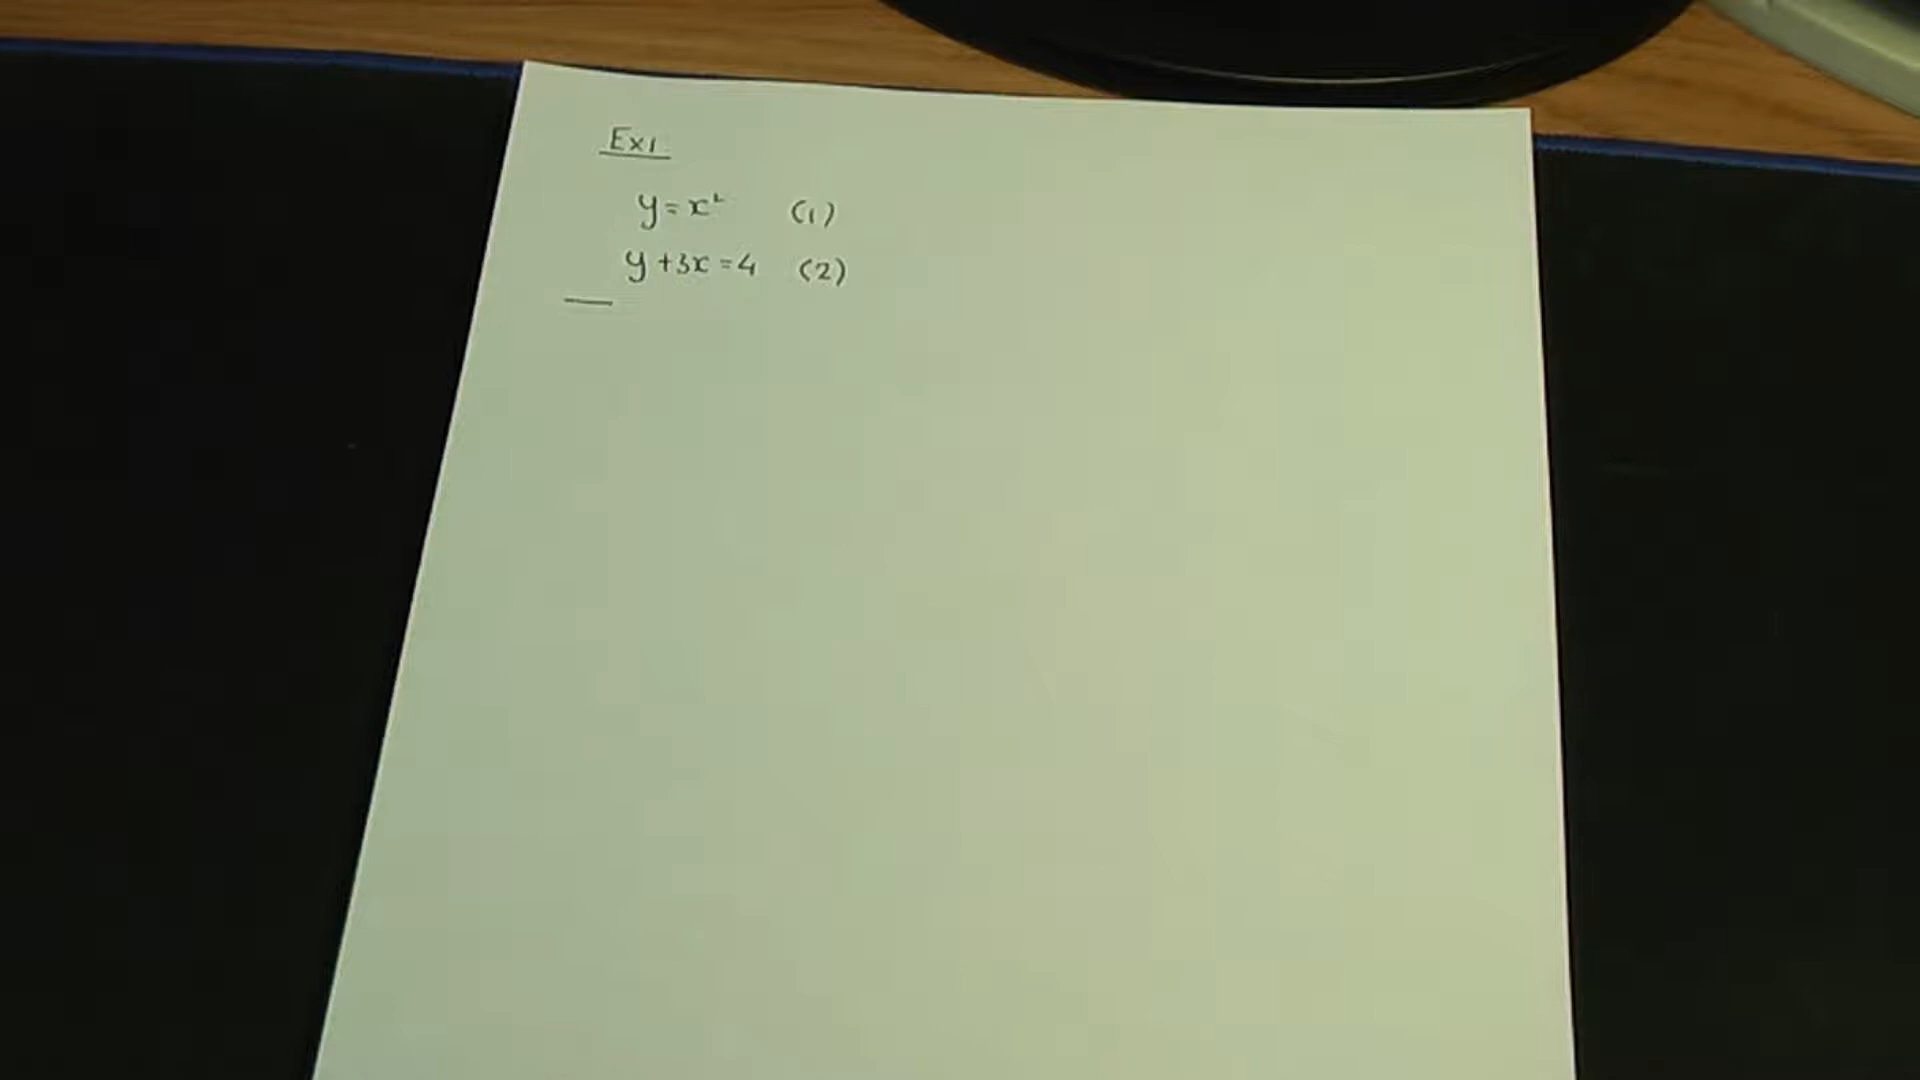 Ex1
y = x² (1)
y + 3x = 4 (2)